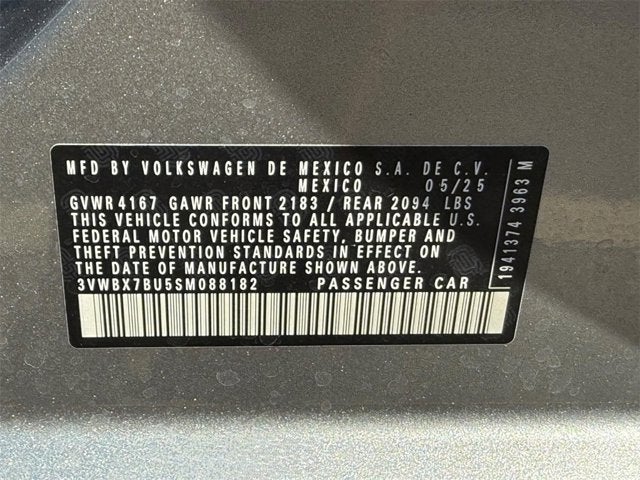 MFD BY VOLKSWAGEN DE MEXICO S.A. DE C.V.
MEXICO 05/25
GVWR 4167 GAWR FRONT 2183 / REAR 2094 LBS
THIS VEHICLE CONFORMS TO ALL APPLICABLE U.S.
FEDERAL MOTOR VEHICLE SAFETY, BUMPER AND
THEFT PREVENTION STANDARDS IN EFFECT ON
THE DATE OF MANUFACTURE SHOWN ABOVE.
3VWBX7BU5SM088182 PASSENGER CAR
1941374 3963 M